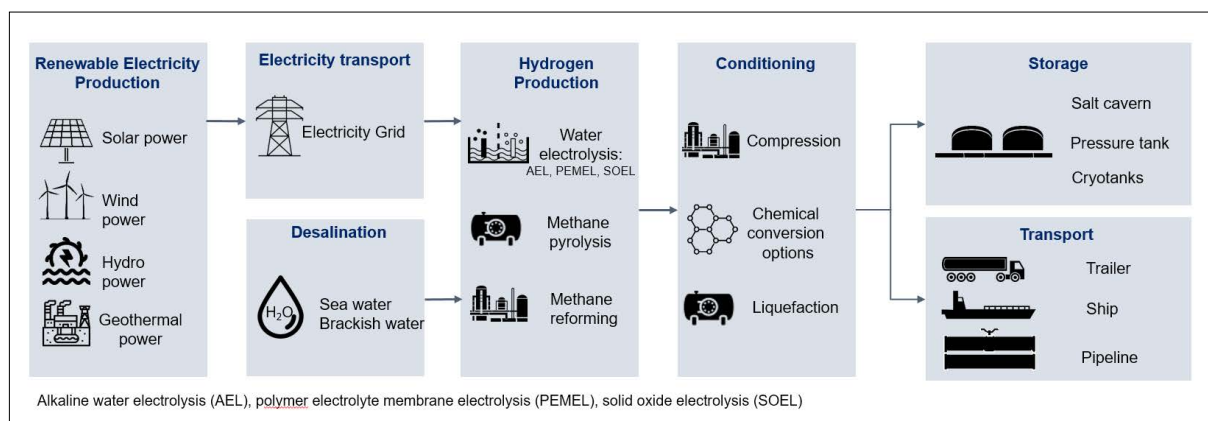 Renewable Electricity
Production
Solar power
Wind
power
Hydro
power
Geothermal
power
Electricity transport
Electricity Grid
Desalination
H₂O
Sea water
Brackish water
Hydrogen
Production
Water
electrolysis:
AEL, PEMEL, SOEL
Methane
pyrolysis
Methane
reforming
Conditioning
Compression
Chemical
conversion
options
Liquefaction
Storage
Salt cavern
Pressure tank
Cryotanks
Transport
Trailer
Ship
Pipeline
Alkaline water electrolysis (AEL), polymer electrolyte membrane electrolysis (PEMEL), solid oxide electrolysis (SOEL)